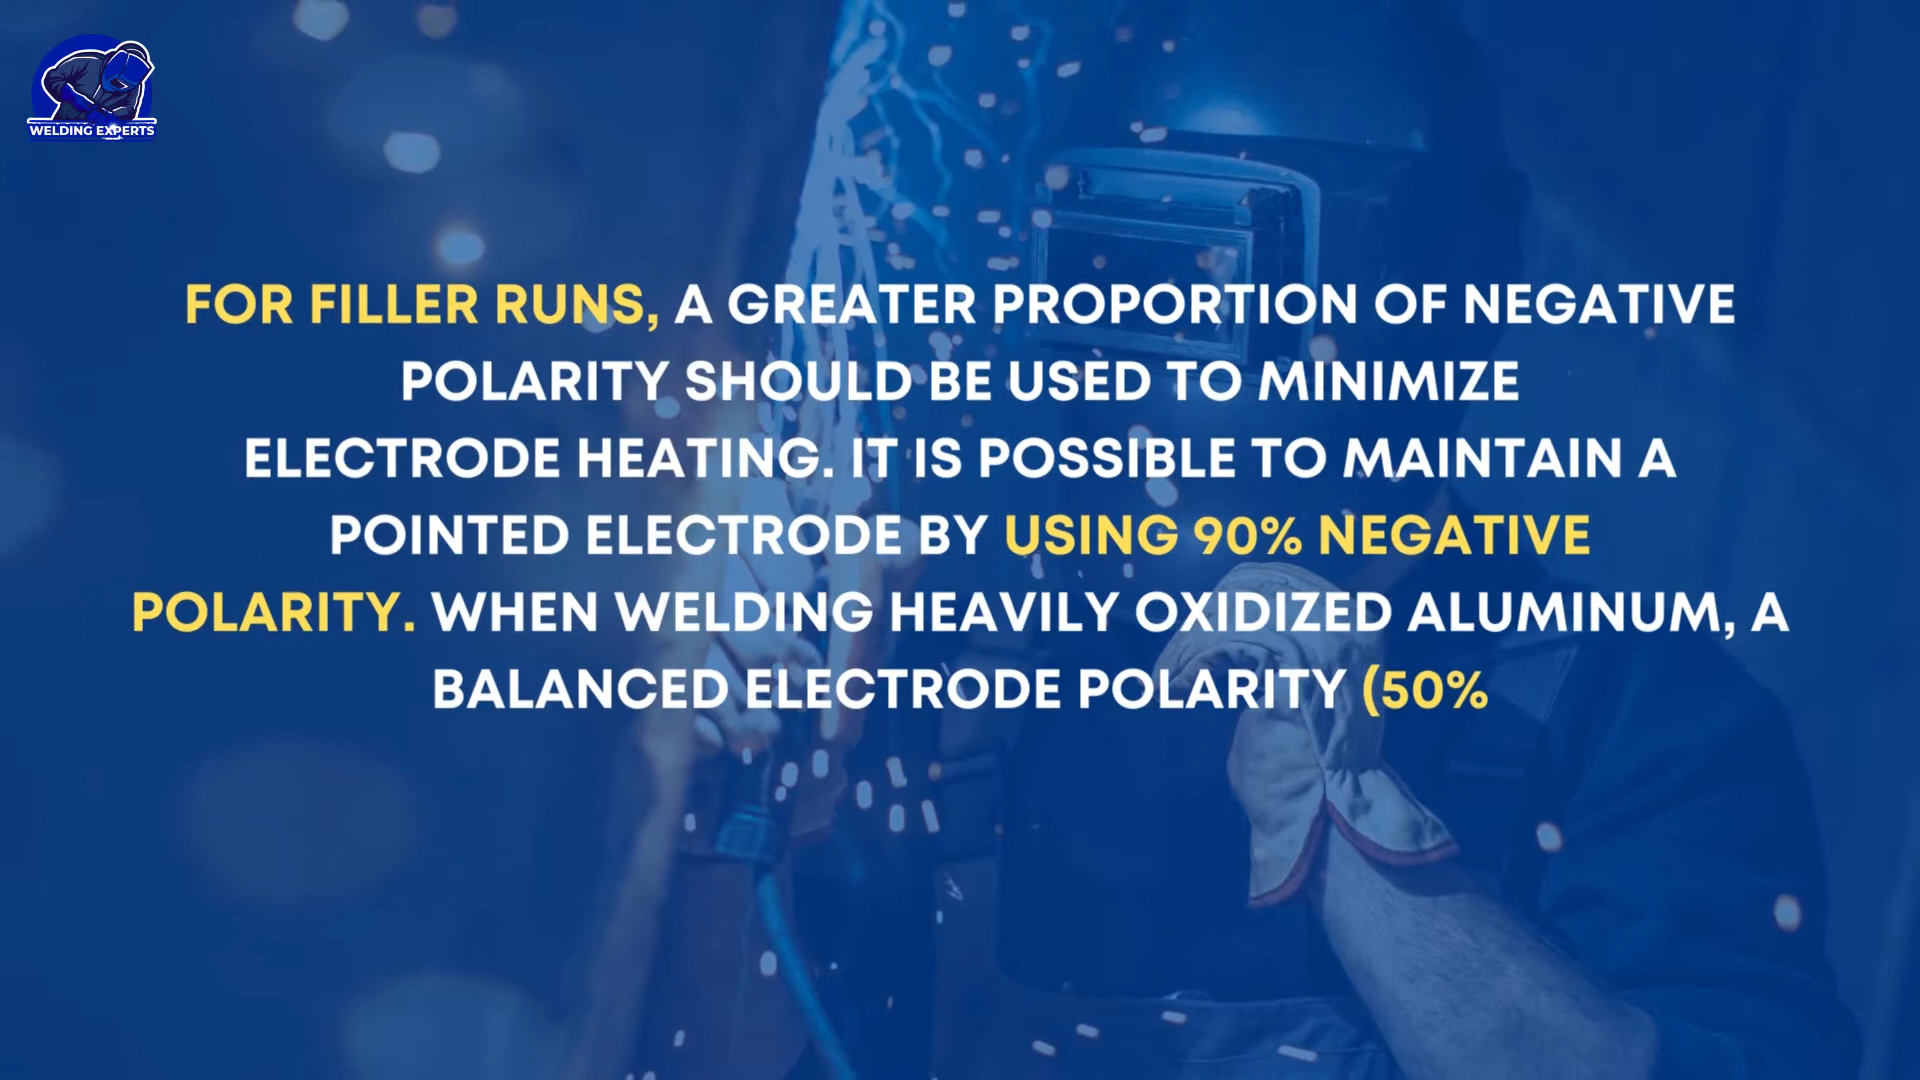 WELDING EXPERTS
FOR FILLER RUNS, A GREATER PROPORTION OF NEGATIVE
POLARITY SHOULD BE USED TO MINIMIZE
ELECTRODE HEATING. IT IS POSSIBLE TO MAINTAIN A
POINTED ELECTRODE BY USING 90% NEGATIVE
POLARITY. WHEN WELDING HEAVILY OXIDIZED ALUMINUM, A
BALANCED ELECTRODE POLARITY (50%